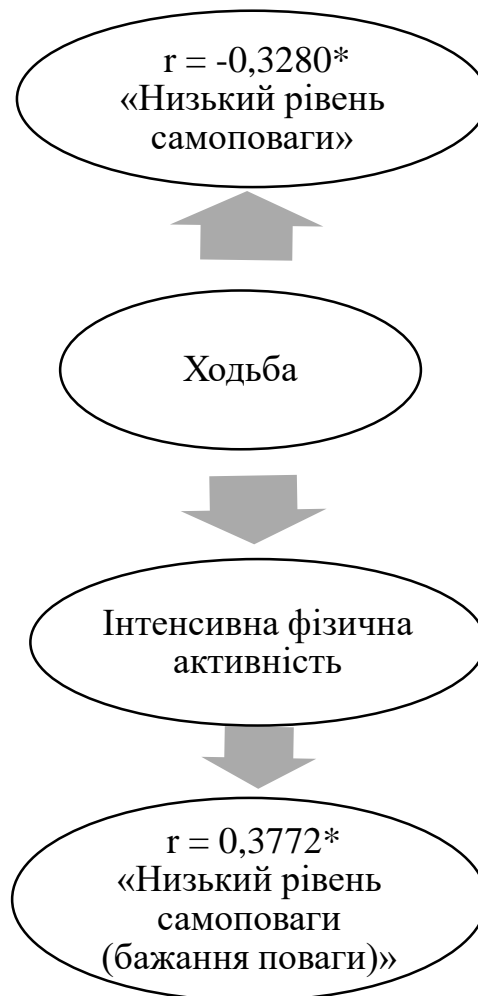 r = -0,3280*
«Низький рівень
самоповаги»
Ходьба
Інтенсивна фізична
активність
r = 0,3772*
«Низький рівень
самоповаги
(бажання поваги)»